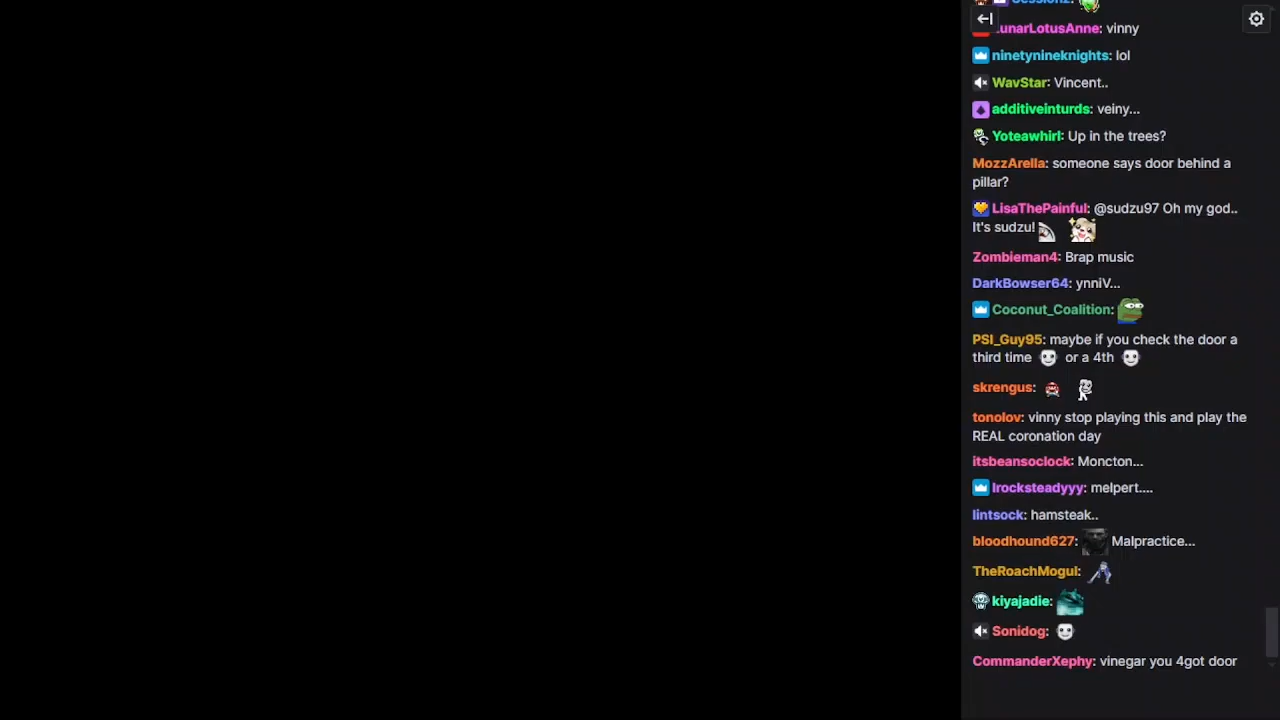 LunarLotusAnne: vinny
ninetynineknights: lol
WavStar: Vincent..
additiveinturds: veiny...
Yoteawhirl: Up in the trees?
MozzArella: someone says door behind a
pillar?
LisaThePainful: @sudzu97 Oh my god..
It's sudzu!
Zombieman4: Brap music
DarkBowser64: ynniV...
Coconut_Coalition:
PSI_Guy95: maybe if you check the door a
third time or a 4th
skrengus:
tonolov: vinny stop playing this and play the
REAL coronation day
itsbeansoclock: Moncton...
Irocksteadyyy: melpert....
lintsock: hamsteak..
bloodhound627: Malpractice...
TheRoachMogul:
kiyajadie:
Sonidog:
CommanderXephy: vinegar you 4got door